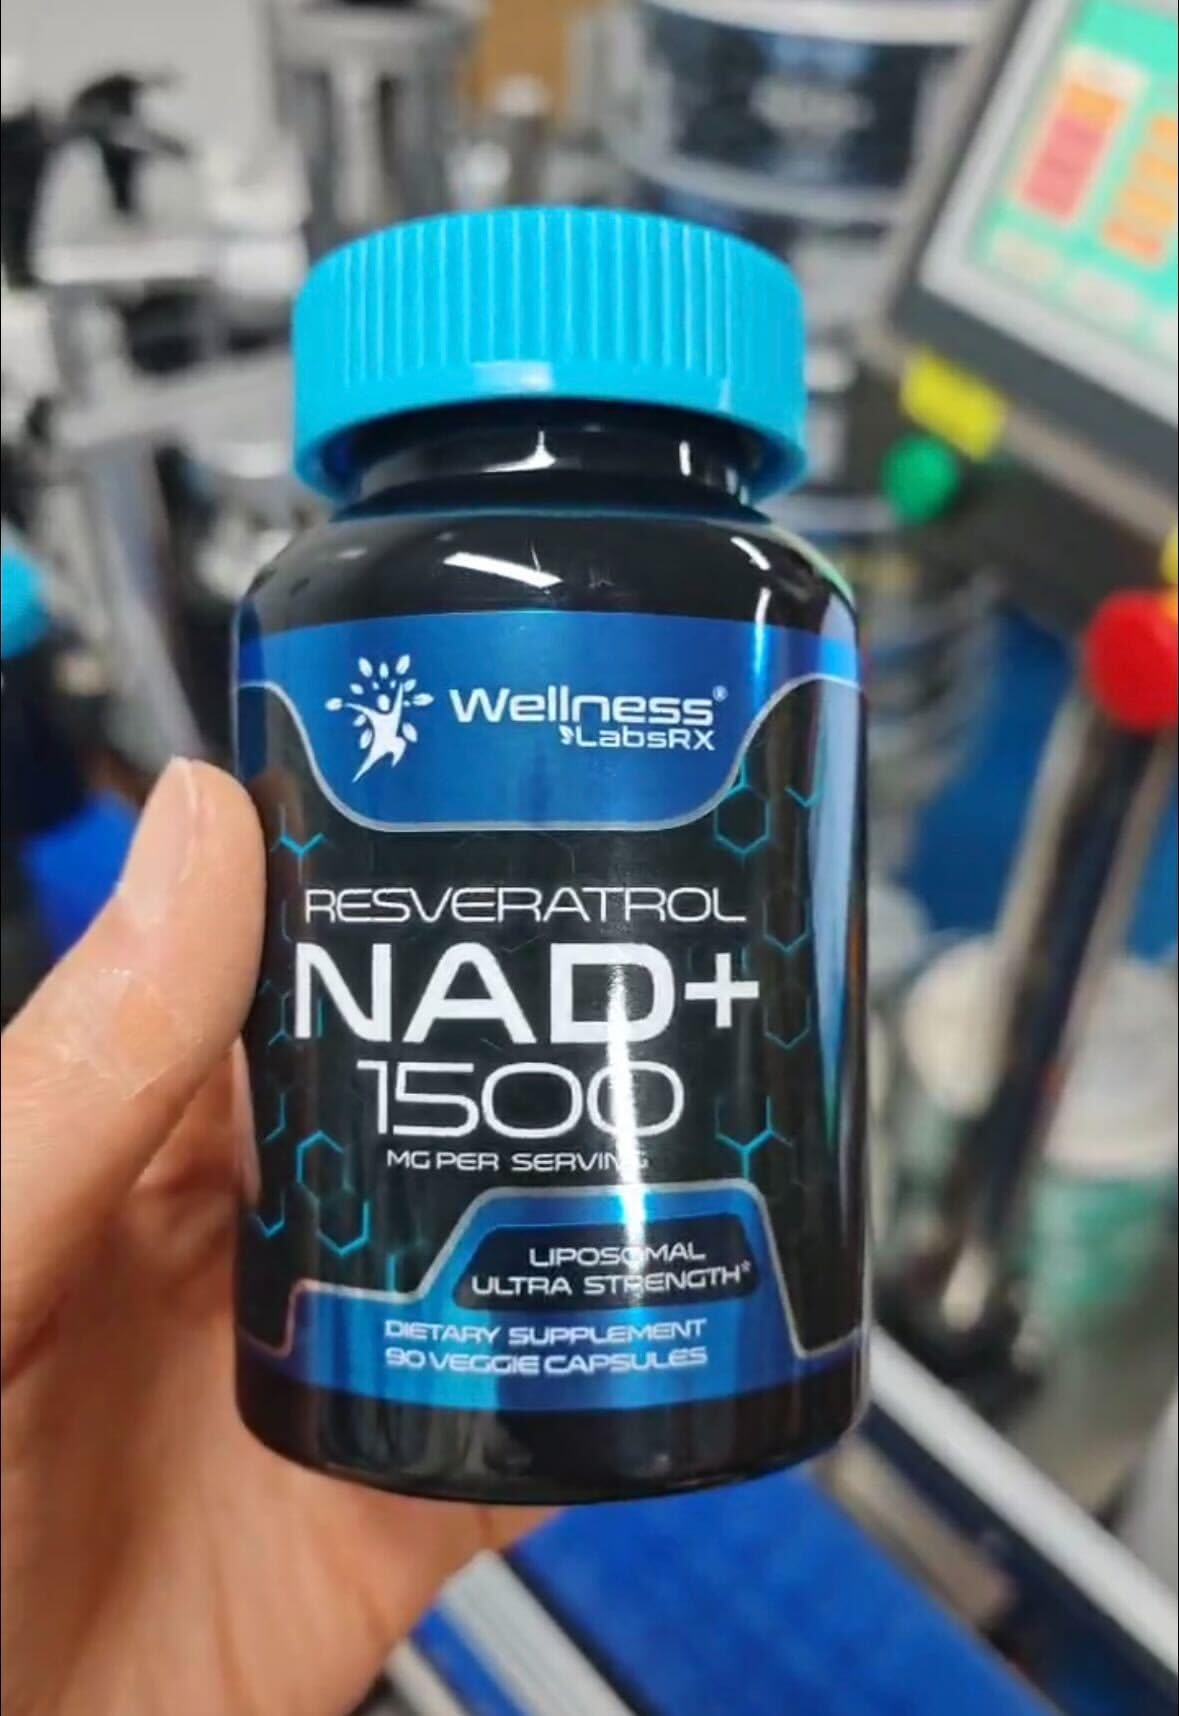 Wellness®
LabsRX
RESVERATROL
NAD+
1500
MG PER SERVING
LIPOSOMAL
ULTRA STRENGTH*
DIETARY SUPPLEMENT
90 VEGGIE CAPSULES